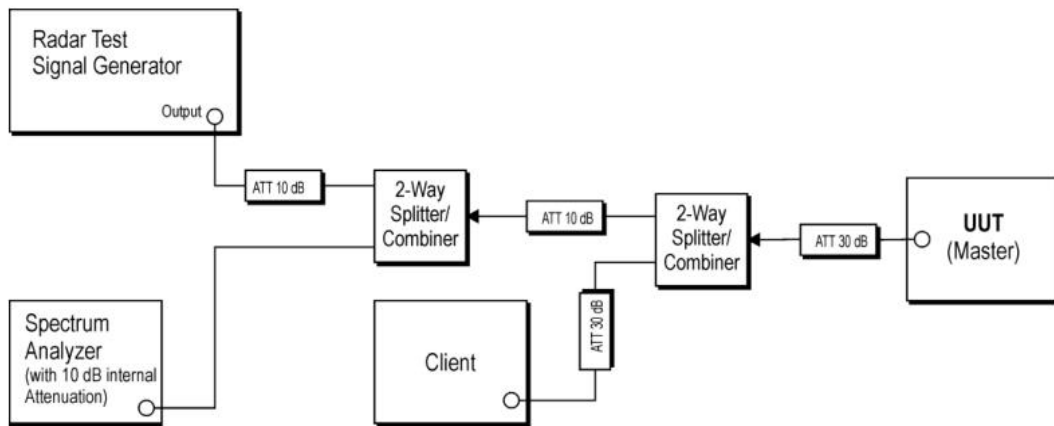 Radar Test
Signal Generator
Output
ATT 10 dB
2-Way
Splitter/
Combiner
ATT 10 dB
2-Way
Splitter/
Combiner
ATT 30 dB
UUT
(Master)
Spectrum
Analyzer
(with 10 dB internal
Attenuation)
Client
ATT 30 dB